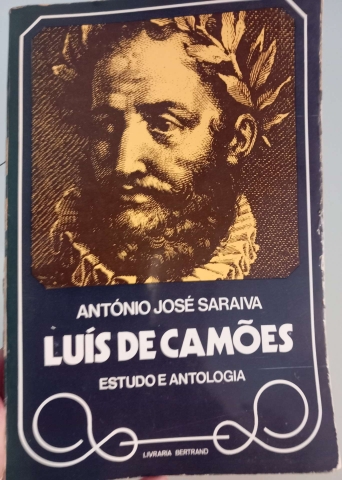 ANTÓNIO JOSÉ SARAIVA
LUÍS DE CAMÕES
ESTUDO E ANTOLOGIA
LIVRARIA BERTRAND